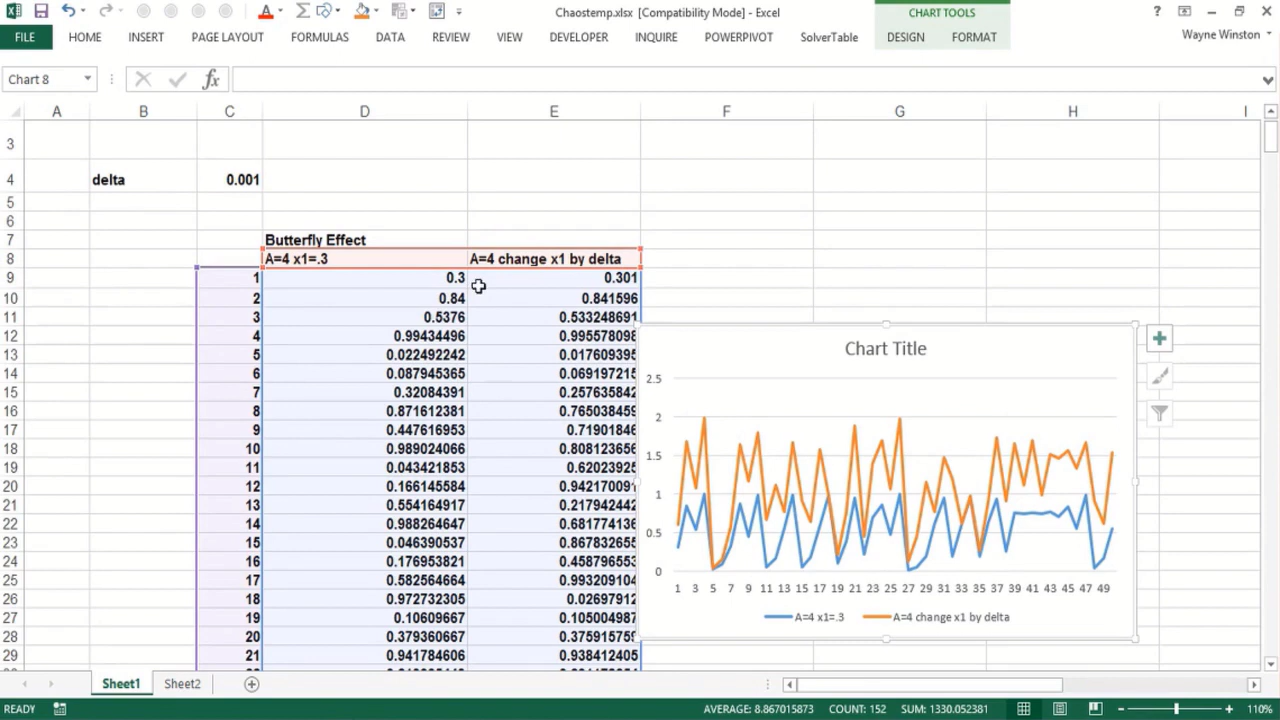 Chaostemp.xlsx [Compatibility Mode] - Excel
CHART TOOLS
?
FILE HOME INSERT PAGE LAYOUT FORMULAS DATA REVIEW VIEW DEVELOPER INQUIRE POWERPIVOT SolverTable DESIGN FORMAT Wayne Winston
Chart 8 fx
A B C D E F G H I
3
4 delta 0.001
5
6
7 Butterfly Effect
8 A=4 x1=.3 A=4 change x1 by delta
9 1 0.3 0.301
10 2 0.84 0.841596
11 3 0.5376 0.533248691
12 4 0.99434496 0.995578098
13 5 0.022492242 0.017609395
14 6 0.087945365 0.069197215
15 7 0.32084391 0.257635842
16 8 0.871612381 0.765038459
17 9 0.447616953 0.71901846
18 10 0.989024066 0.808123656
19 11 0.043421853 0.62023925
20 12 0.166145584 0.942170091
21 13 0.554164917 0.217942442
22 14 0.988264647 0.681774136
23 15 0.046390537 0.867832655
24 16 0.176953821 0.458796553
25 17 0.582564664 0.993209104
26 18 0.972732305 0.02697912
27 19 0.10609667 0.105004987
28 20 0.379360667 0.375915759
29 21 0.941784606 0.938412405
Chart Title
2.5
2
1.5
1
0.5
0
1 3 5 7 9 11 13 15 17 19 21 23 25 27 29 31 33 35 37 39 41 43 45 47 49
A=4 x1=.3 A=4 change x1 by delta
Sheet1 Sheet2
READY AVERAGE: 8.867015873 COUNT: 152 SUM: 1330.052381 110%